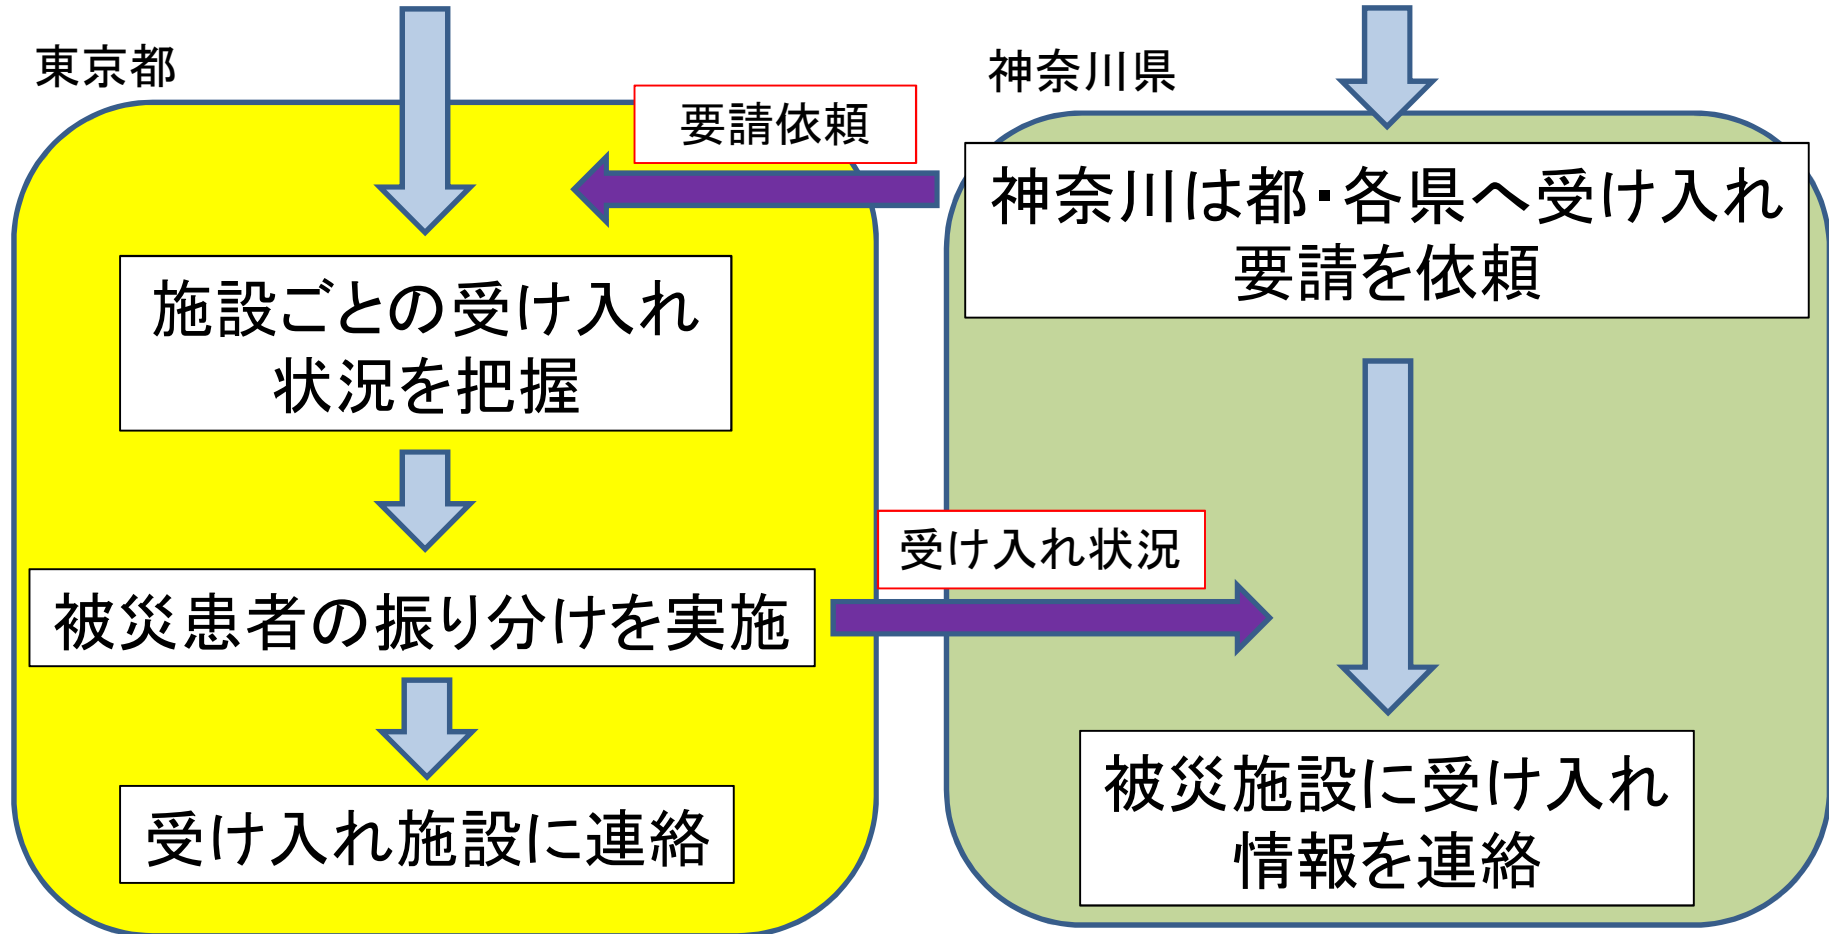 東京都
要請依頼
施設ごとの受け入れ
状況を把握
被災患者の振り分けを実施
受け入れ施設に連絡
受け入れ状況
神奈川県
神奈川は都・各県へ受け入れ
要請を依頼
被災施設に受け入れ
情報を連絡